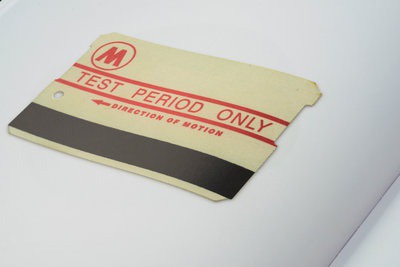 M
TEST PERIOD ONLY
DIRECTION OF MOTION